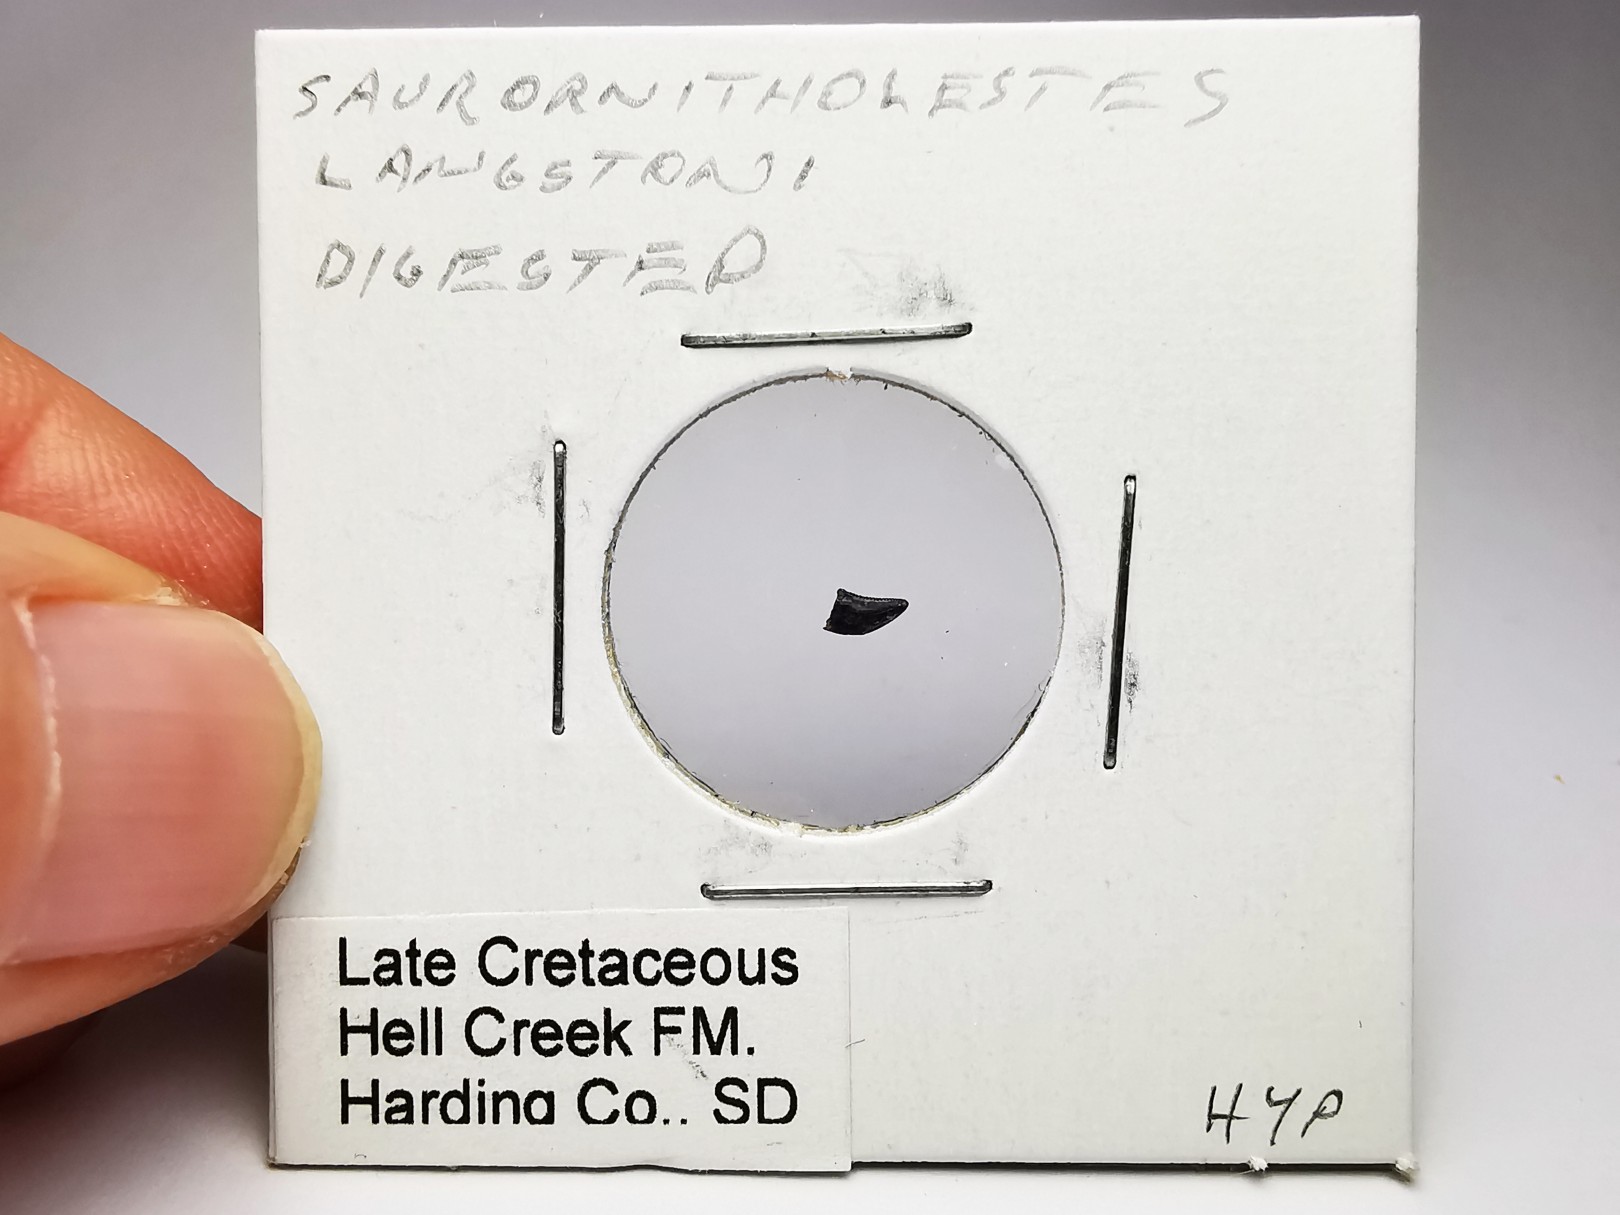 SAURORNITHOLESTES
LANGSTONI
DIGESTED
Late Cretaceous
Hell Creek FM.
Harding Co., SD
HYP